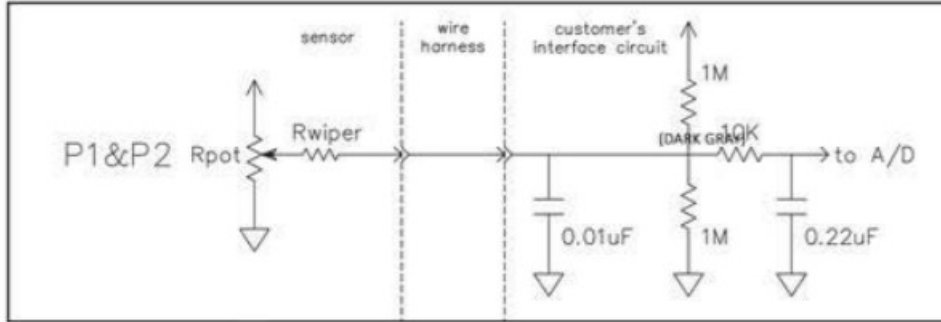 sensor
wire
harness
customer's
interface circuit
1M
Rwiper
[DARK GRAY]
10K
P1&P2
Rpot
to A/D
0.01uF
1M
0.22uF